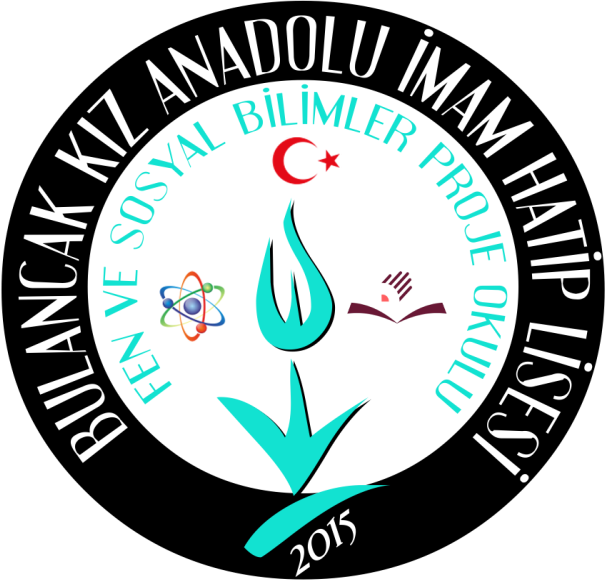 BULANCAK KIZ ANADOLU İMAM HATİP LİSESİ
FEN VE SOSYAL BİLİMLER PROJE OKULU
2015